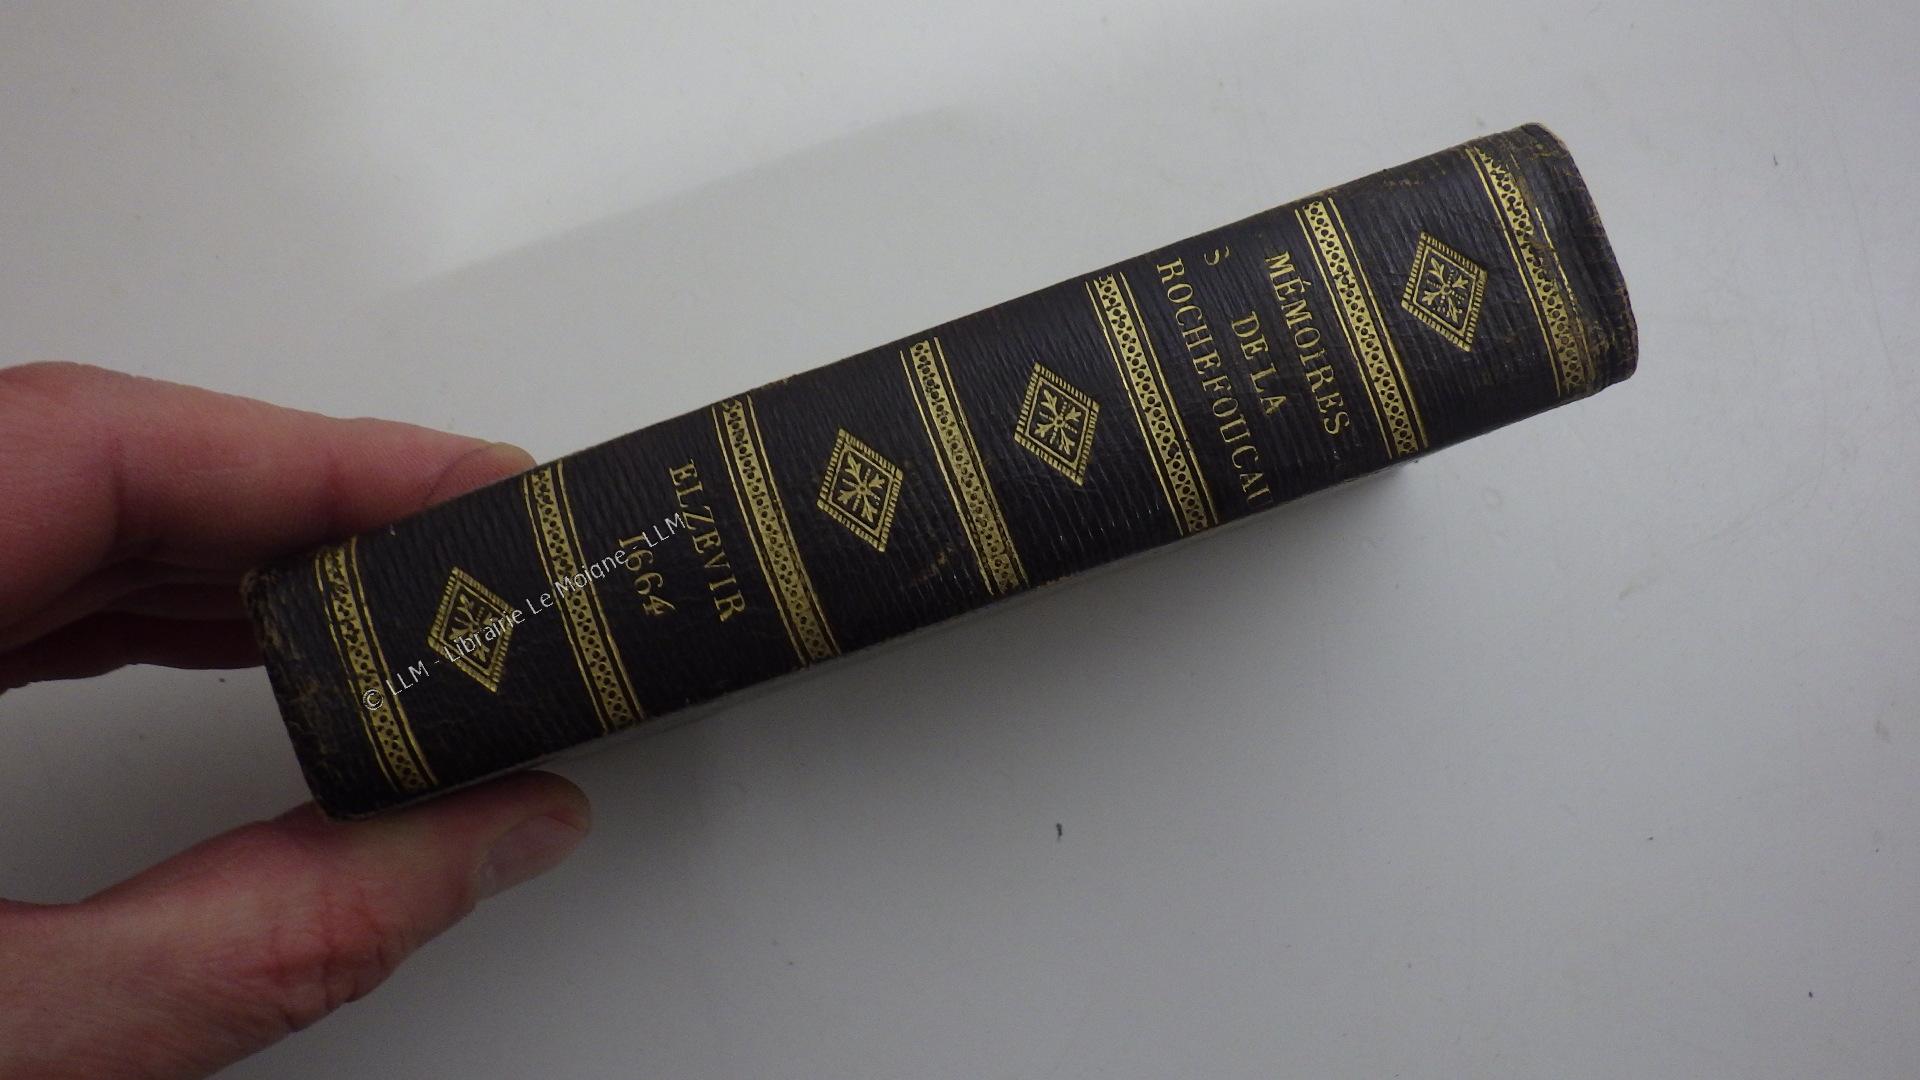 MÉMOIRES
DE LA
S
ROCHEFOUCAU
ELZEVIR
1664
© LLM - Librairie Le Moigne - LLM